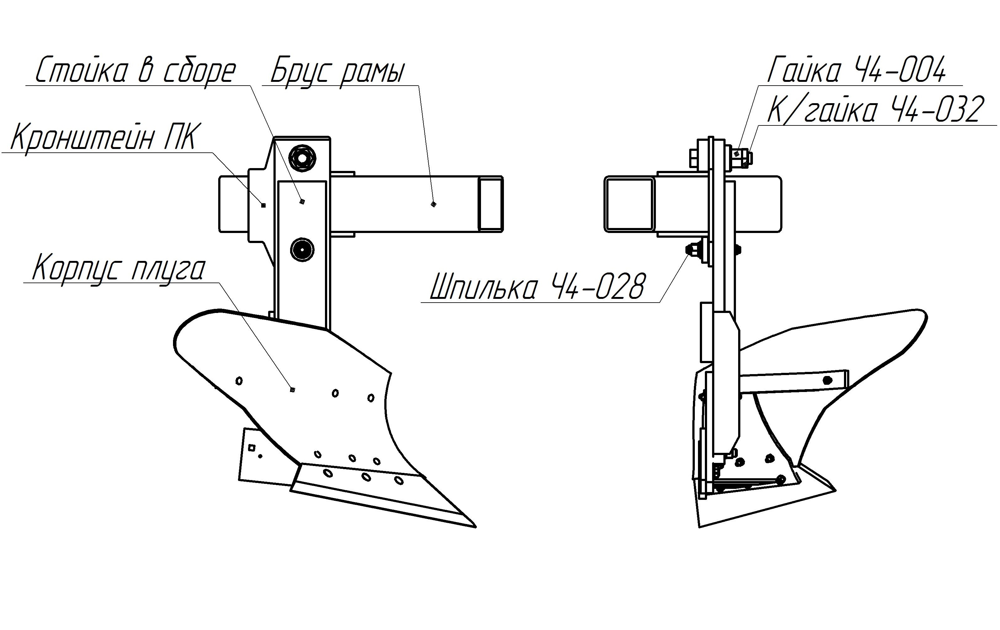 Стойка в сборе
Брус рамы
Кронштейн ПК
Корпус плуга
Гайка Ч4-004
К/гайка Ч4-032
Шпилька Ч4-028